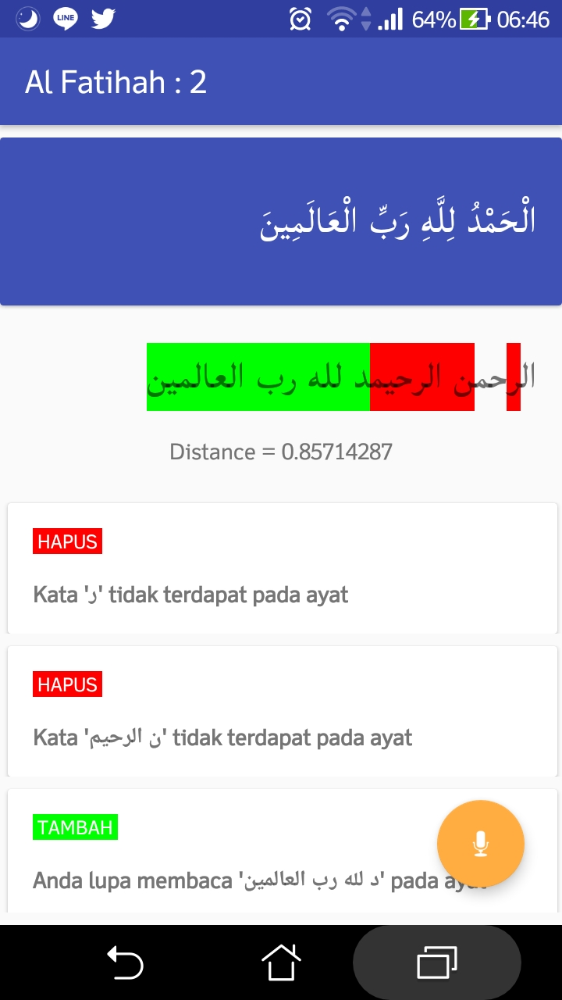 LINE 64% 06:46
Al Fatihah : 2
الْحَمْدُ لِلَّهِ رَبِّ الْعَالَمِينَ
الرحمن الرحيمد لله رب العالمين
Distance = 0.85714287
HAPUS
Kata 'ر' tidak terdapat pada ayat
HAPUS
Kata 'ن الرحيم' tidak terdapat pada ayat
TAMBAH
Anda lupa membaca 'د لله رب العالمين' pada ayat